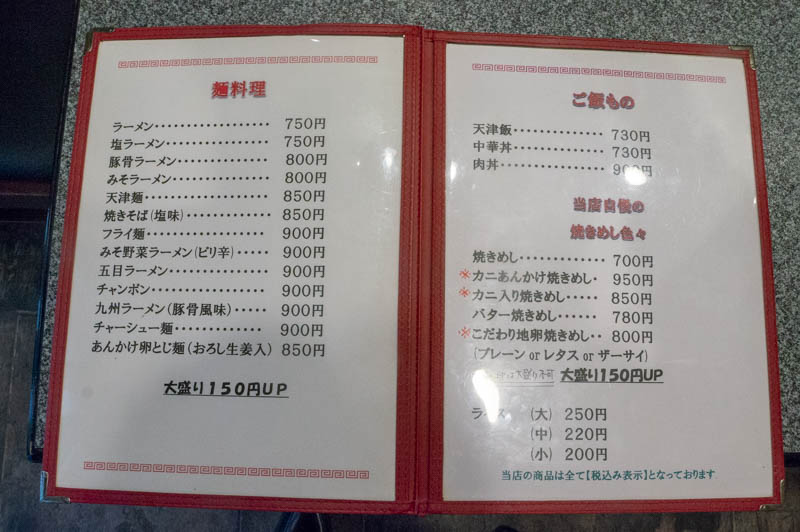 麺料理
ラーメン・・・・・・・・・・・・・・・・・・ 750円
塩ラーメン・・・・・・・・・・・・・・・・ 750円
豚骨ラーメン・・・・・・・・・・・・・・ 800円
みそラーメン・・・・・・・・・・・・・・ 800円
天津麺・・・・・・・・・・・・・・・・・・ 850円
焼きそば(塩味)・・・・・・・・・・・・・ 850円
フライ麺・・・・・・・・・・・・・・・・ 900円
みそ野菜ラーメン(ピリ辛)・・・・・ 900円
五目ラーメン・・・・・・・・・・・・・・ 900円
チャンポン・・・・・・・・・・・・・・・・ 900円
九州ラーメン(豚骨風味)・・・・・ 900円
チャーシュー麺・・・・・・・・・・・・ 900円
あんかけ卵とじ麺(おろし生姜入) 850円
大盛り150円UP
ご飯もの
天津飯・・・・・・・・・・・・・・ 730円
中華丼・・・・・・・・・・・・・・ 730円
肉丼・・・・・・・・・・・・・・・・ 900円
当店自慢の
焼きめし色々
焼きめし・・・・・・・・・・・・・ 700円
※カニあんかけ焼きめし・ 950円
※カニ入り焼きめし・・・・・ 850円
バター焼きめし・・・・・・ 780円
※こだわり地卵焼きめし・・ 800円
(プレーン or レタス or ザーサイ)
は大盛り不可 大盛り150円UP
ライス (大) 250円
(中) 220円
(小) 200円
当店の商品は全て【税込み表示】となっております